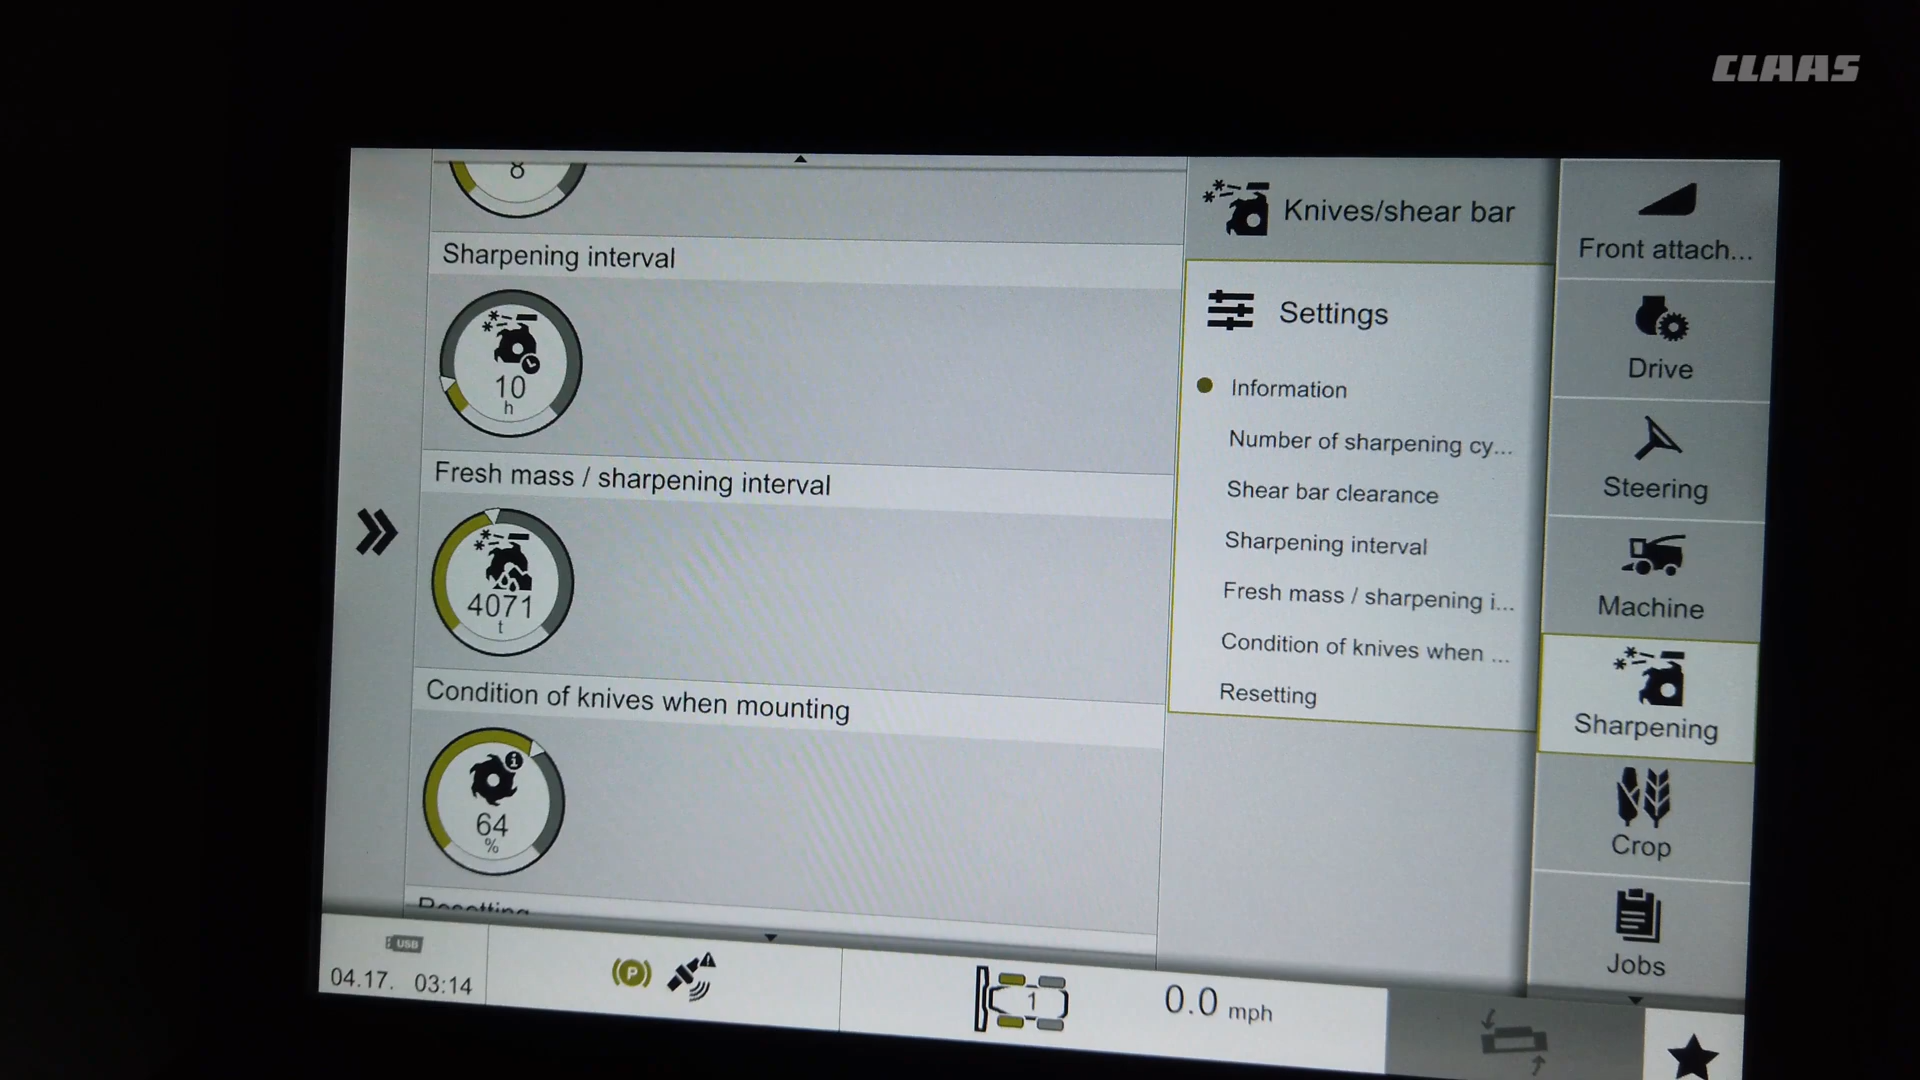 CLAAS
8
Sharpening interval
10
h
Fresh mass / sharpening interval
4071
t
Condition of knives when mounting
64
%
Resetting
Knives/shear bar
Settings
Information
Number of sharpening cy...
Shear bar clearance
Sharpening interval
Fresh mass / sharpening i...
Condition of knives when ...
Resetting
Front attach...
Drive
Steering
Machine
Sharpening
Crop
Jobs
USB
04.17. 03:14
P
1
0.0 mph